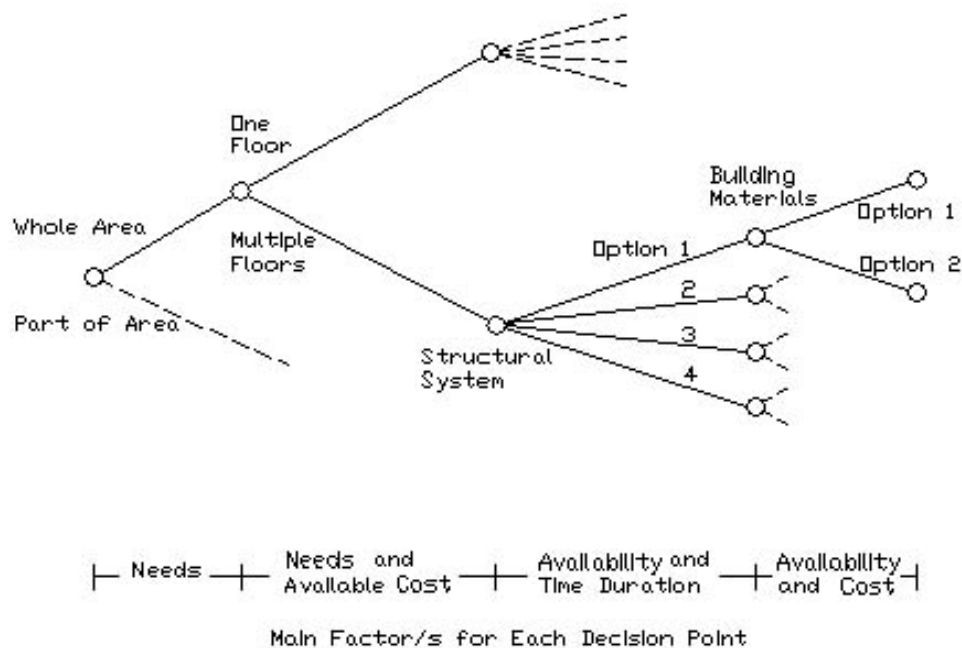 One
Floor
Building
Materials
Whole Area
Multiple
Floors
Option 1
Option 1
Option 2
2
Part of Area
3
Structural
System
4
Needs
Needs and
Available Cost
Availability and
Time Duration
Availability
and Cost
Main Factor/s for Each Decision Point